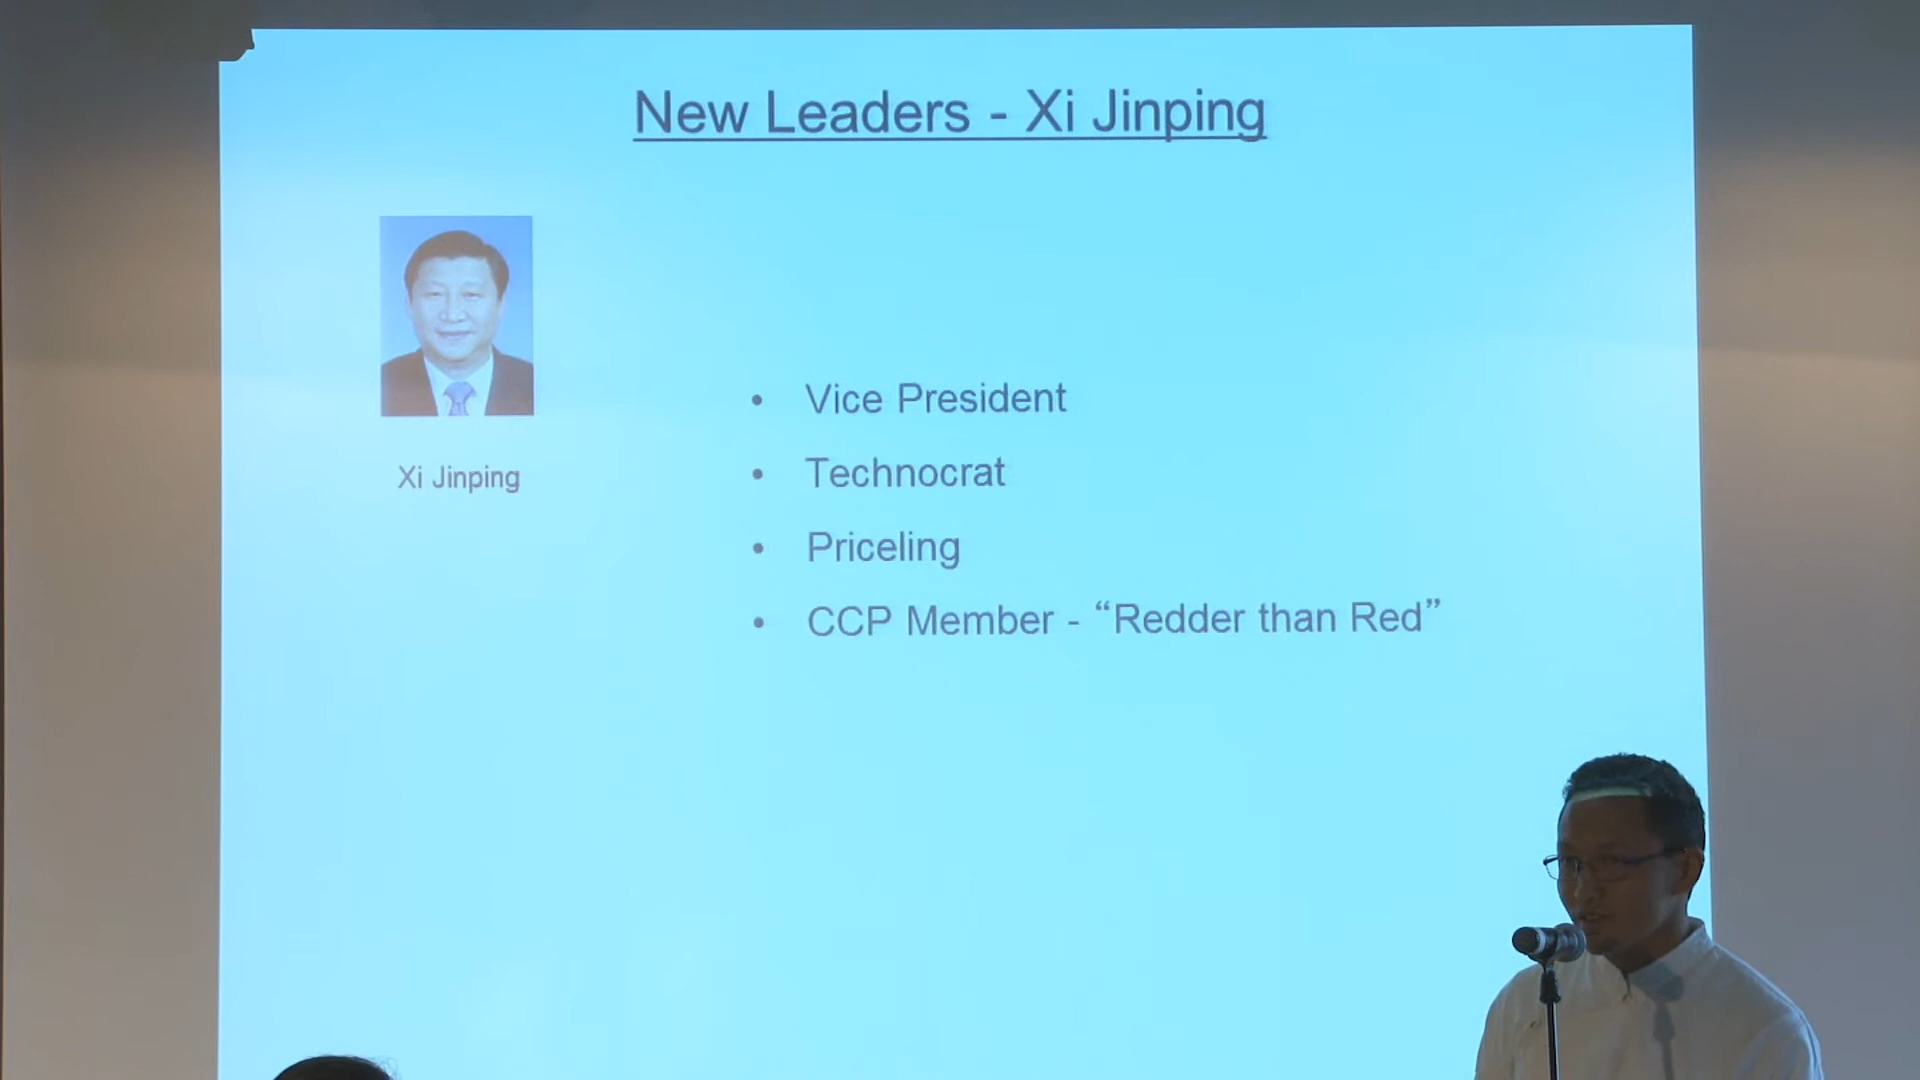 New Leaders - Xi Jinping
Xi Jinping
• Vice President
• Technocrat
• Priceling
• CCP Member - “Redder than Red”